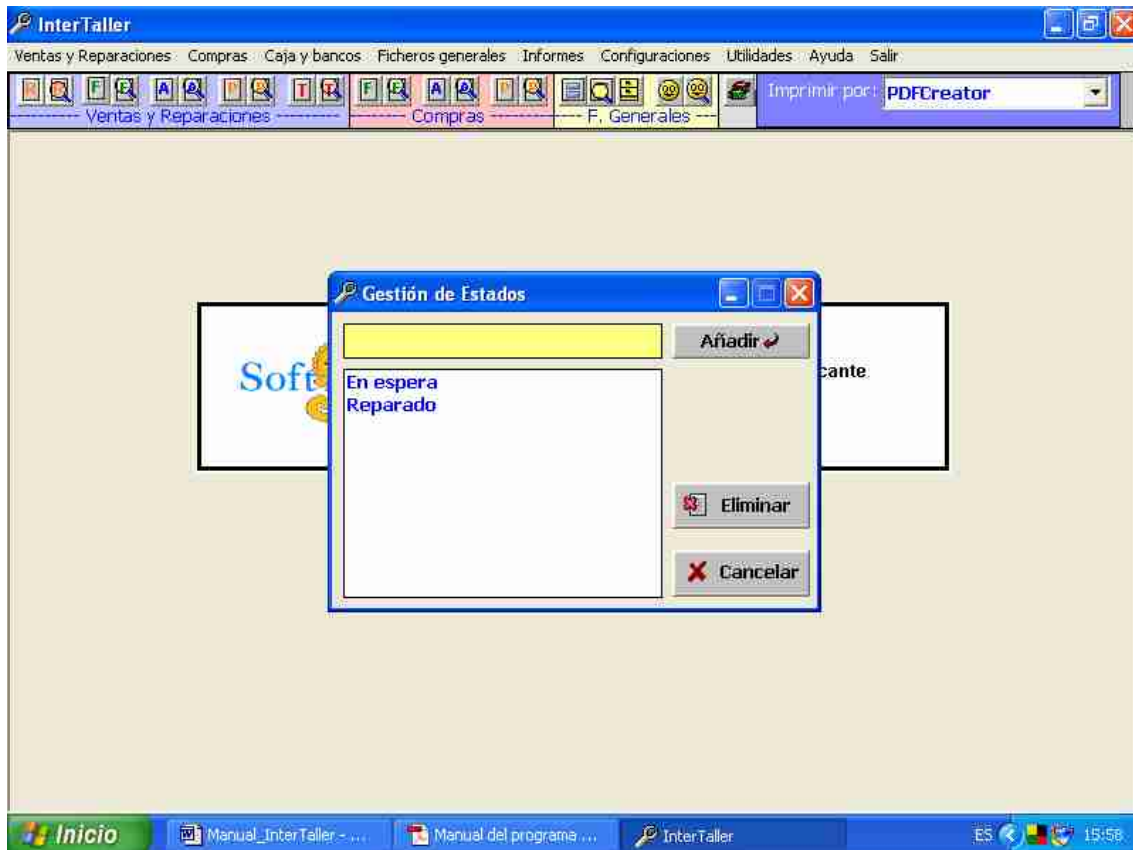 InterTaller
Ventas y Reparaciones Compras Caja y bancos Ficheros generales Informes Configuraciones Utilidades Ayuda Salir
R R F F A A P P T T F F A A P P Imprimir por: PDFCreator
---------- Ventas y Reparaciones --------- -------- Compras ---------- ---- F. Generales ---
Gestión de Estados
Añadir
Soft cante
En espera
Reparado
Eliminar
Cancelar
Inicio Manual_InterTaller - ... Manual del programa ... InterTaller ES 15:58